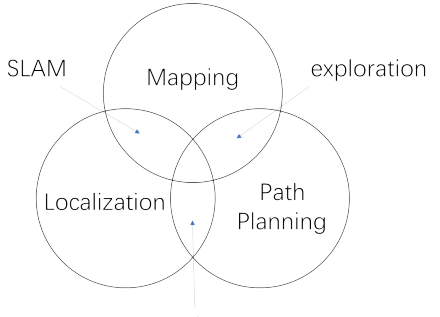 SLAM
Mapping
exploration
Localization
Path
Planning